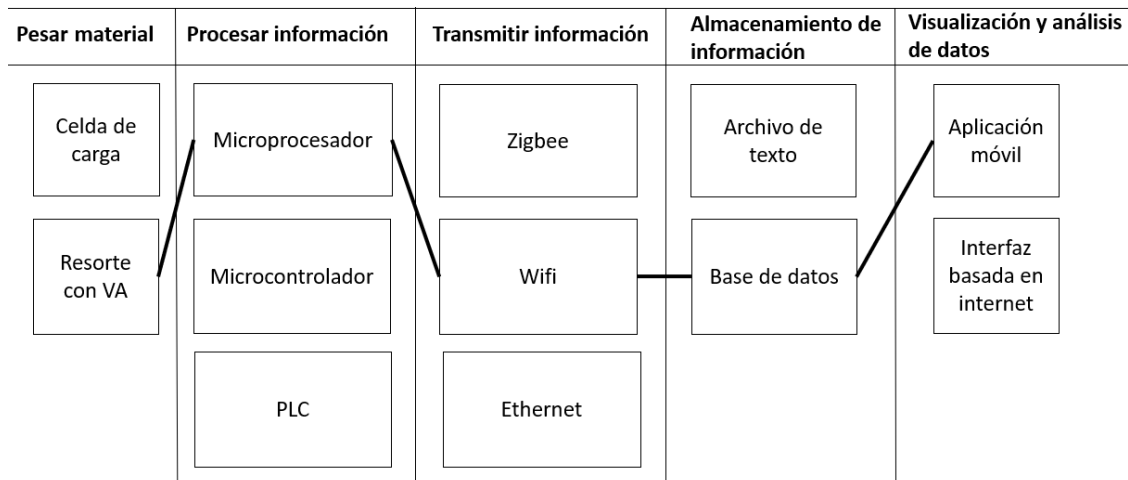 Pesar material
Procesar información
Transmitir información
Almacenamiento de
información
Visualización y análisis
de datos
Celda de
carga
Microprocesador
Zigbee
Archivo de
texto
Aplicación
móvil
Resorte
con VA
Microcontrolador
Wifi
Base de datos
Interfaz
basada en
internet
PLC
Ethernet